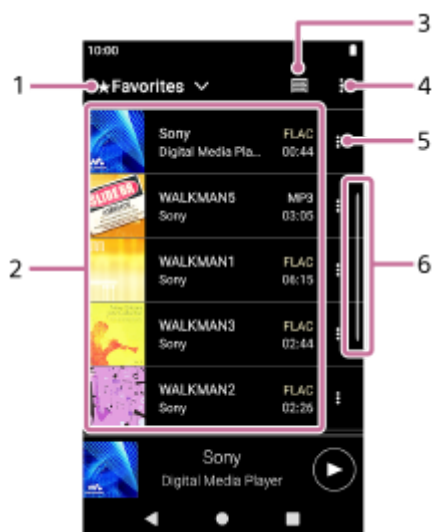 3
10:00
1
★Favorites
4
Sony
FLAC
Digital Media Pla...
00:44
5
WALKMAN5
MP3
Sony
03:05
2
WALKMAN1
FLAC
Sony
06:15
6
WALKMAN3
FLAC
Sony
02:44
WALKMAN2
FLAC
Sony
02:26
Sony
Digital Media Player